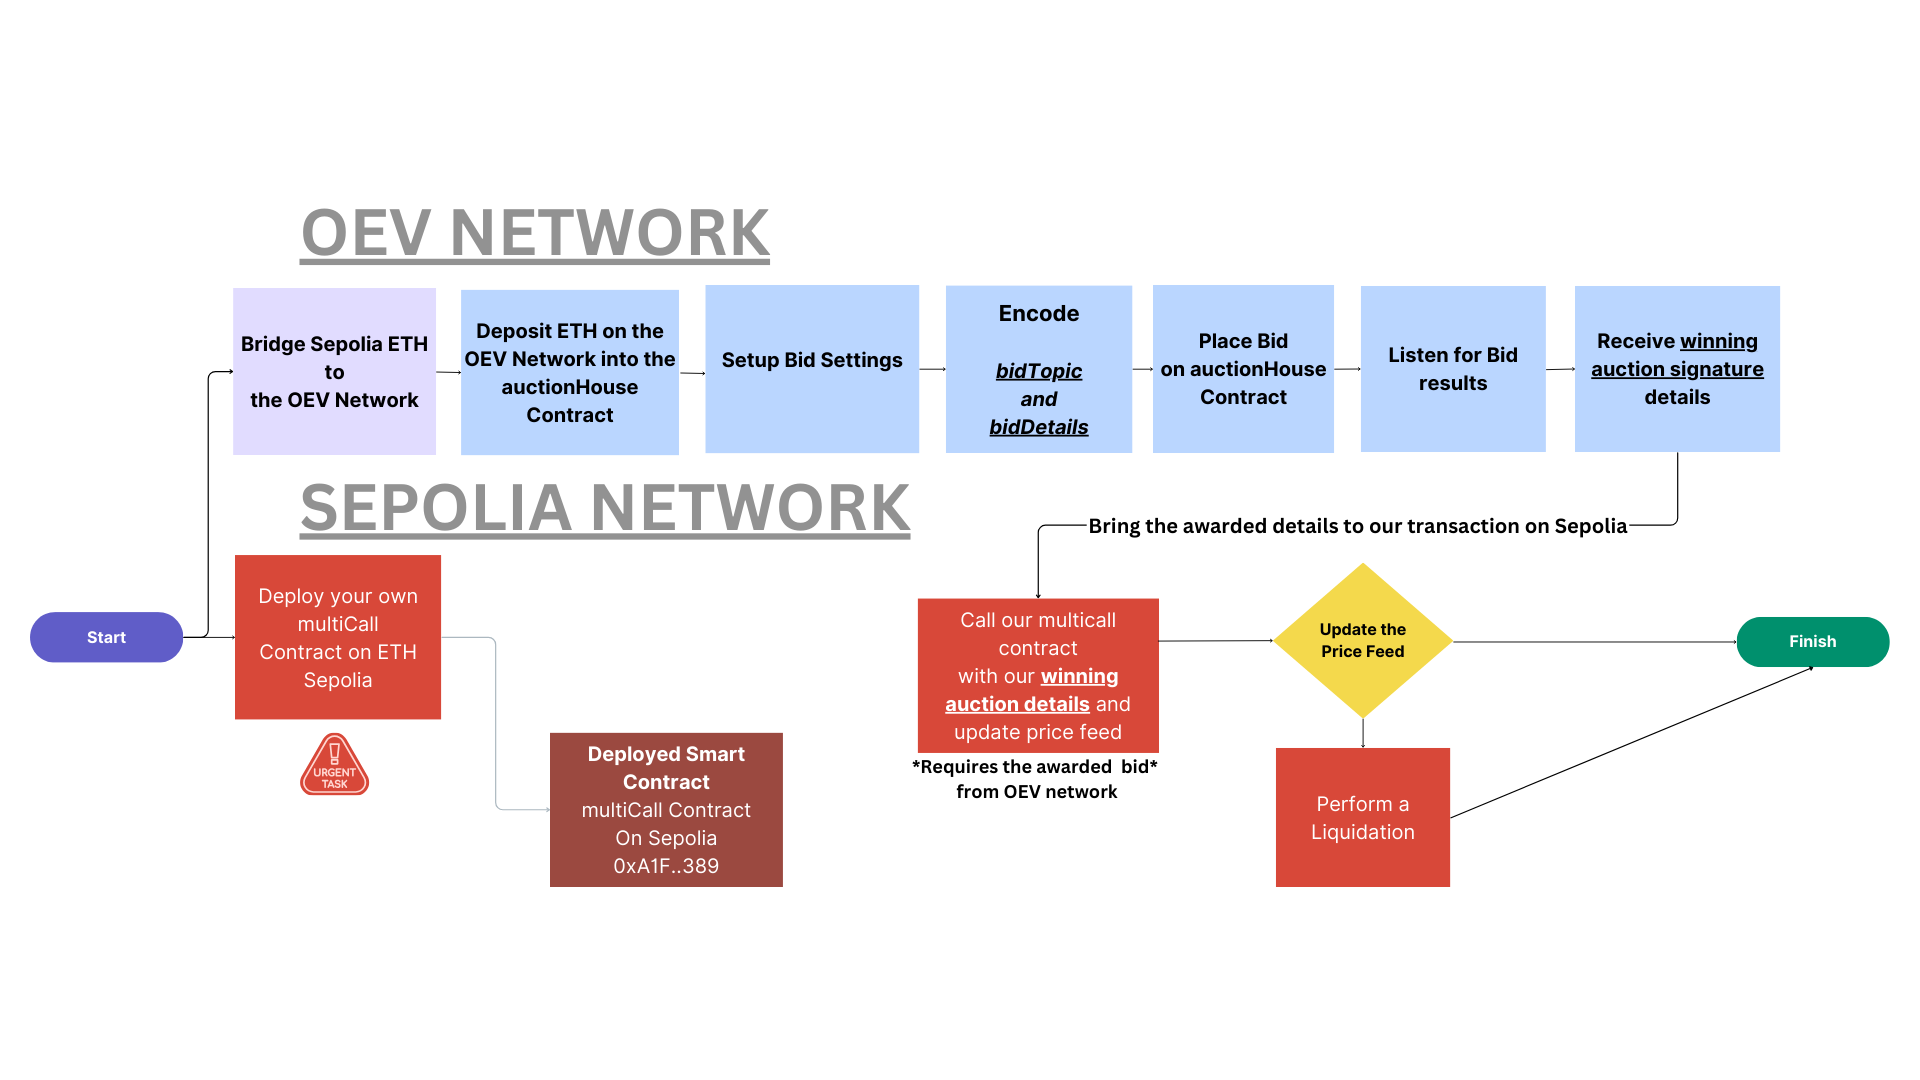 OEV NETWORK
Bridge Sepolia ETH
to
the OEV Network
Deposit ETH on the
OEV Network into the
auctionHouse
Contract
Setup Bid Settings
Encode
bidTopic
and
bidDetails
Place Bid
on auctionHouse
Contract
Listen for Bid
results
Receive winning
auction signature
details
SEPOLIA NETWORK
Bring the awarded details to our transaction on Sepolia
Start
Deploy your own
multiCall
Contract on ETH
Sepolia
URGENT
TASK
Deployed Smart
Contract
multiCall Contract
On Sepolia
0xA1F..389
Call our multicall
contract
with our winning
auction details and
update price feed
*Requires the awarded  bid*
from OEV network
Update the
Price Feed
Perform a
Liquidation
Finish